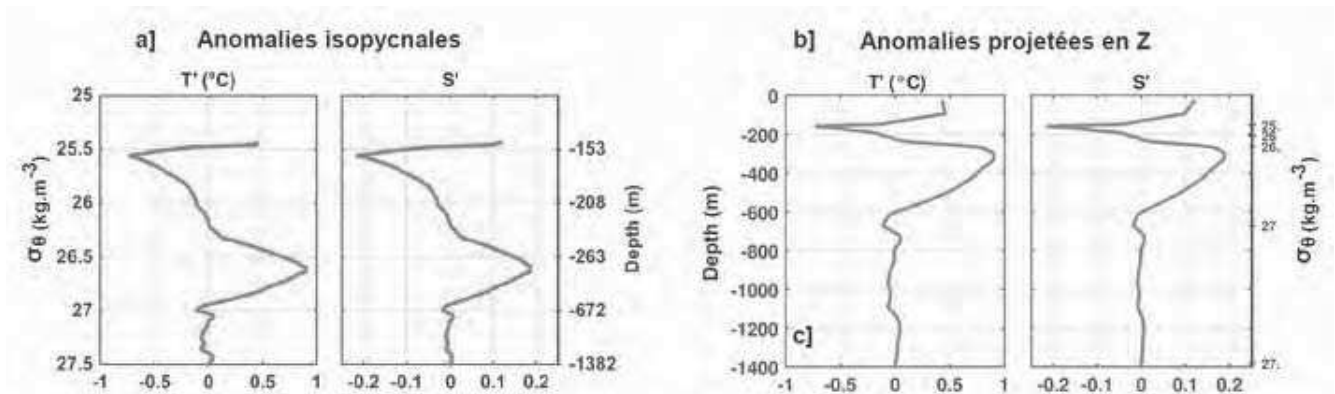 a] Anomalies isopycnales
T' (°C) S'
25
25.5
26
26.5
27
27.5
σθ (kg.m-3)
-1 -0.5 0 0.5 1
-0.2 -0.1 0 0.1 0.2
-153
-208
-263
-672
-1382
Depth (m)
b] Anomalies projetées en Z
T' (°C) S'
0
-200
-400
-600
-800
-1000
-1200
-1400
Depth (m)
c]
-1 -0.5 0 0.5 1
-0.2 -0.1 0 0.1 0.2
25
26.
27
27.
σθ (kg.m-3)